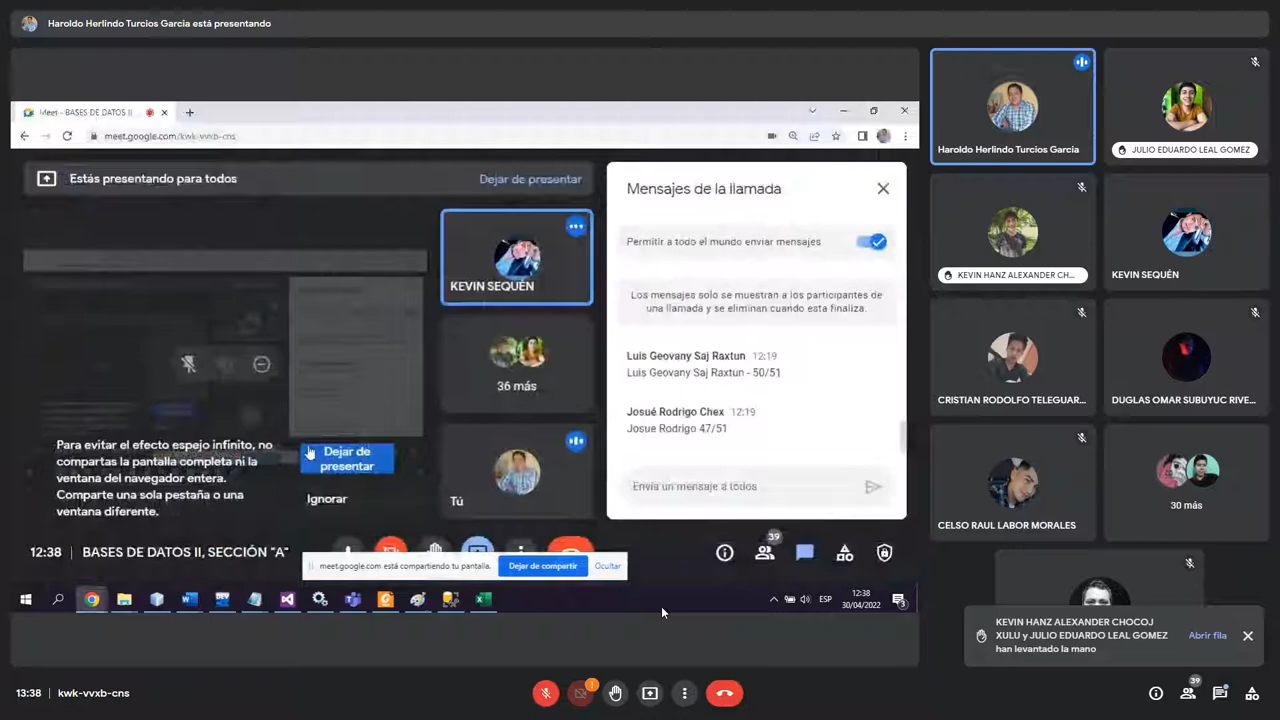 Haroldo Herlindo Turcios Garcia está presentando
Meet - BASES DE DATOS II
meet.google.com/kwk-vvxb-cns
Estás presentando para todos
Dejar de presentar
KEVIN SEQUÉN
36 más
Tú
Para evitar el efecto espejo infinito, no
compartas la pantalla completa ni la
ventana del navegador entera.
Comparte una sola pestaña o una
ventana diferente.
Dejar de
presentar
Ignorar
Mensajes de la llamada
Permitir a todo el mundo enviar mensajes
Los mensajes solo se muestran a los participantes de
una llamada y se eliminan cuando esta finaliza.
Luis Geovany Saj Raxtun 12:19
Luis Geovany Saj Raxtun - 50/51
Josué Rodrigo Chex 12:19
Josue Rodrigo 47/51
Envía un mensaje a todos
12:38 | BASES DE DATOS II, SECCIÓN "A"
39
meet.google.com está compartiendo tu pantalla.
Dejar de compartir
Ocultar
ESP
12:38
30/04/2022
3
Haroldo Herlindo Turcios Garcia
JULIO EDUARDO LEAL GOMEZ
KEVIN HANZ ALEXANDER CH...
KEVIN SEQUÉN
CRISTIAN RODOLFO TELEGUAR...
DUGLAS OMAR SUBUYUC RIVE...
CELSO RAUL LABOR MORALES
30 más
KEVIN HANZ ALEXANDER CHOCOJ
XULU y JULIO EDUARDO LEAL GOMEZ
han levantado la mano
Abrir fila
13:38 | kwk-vvxb-cns
39